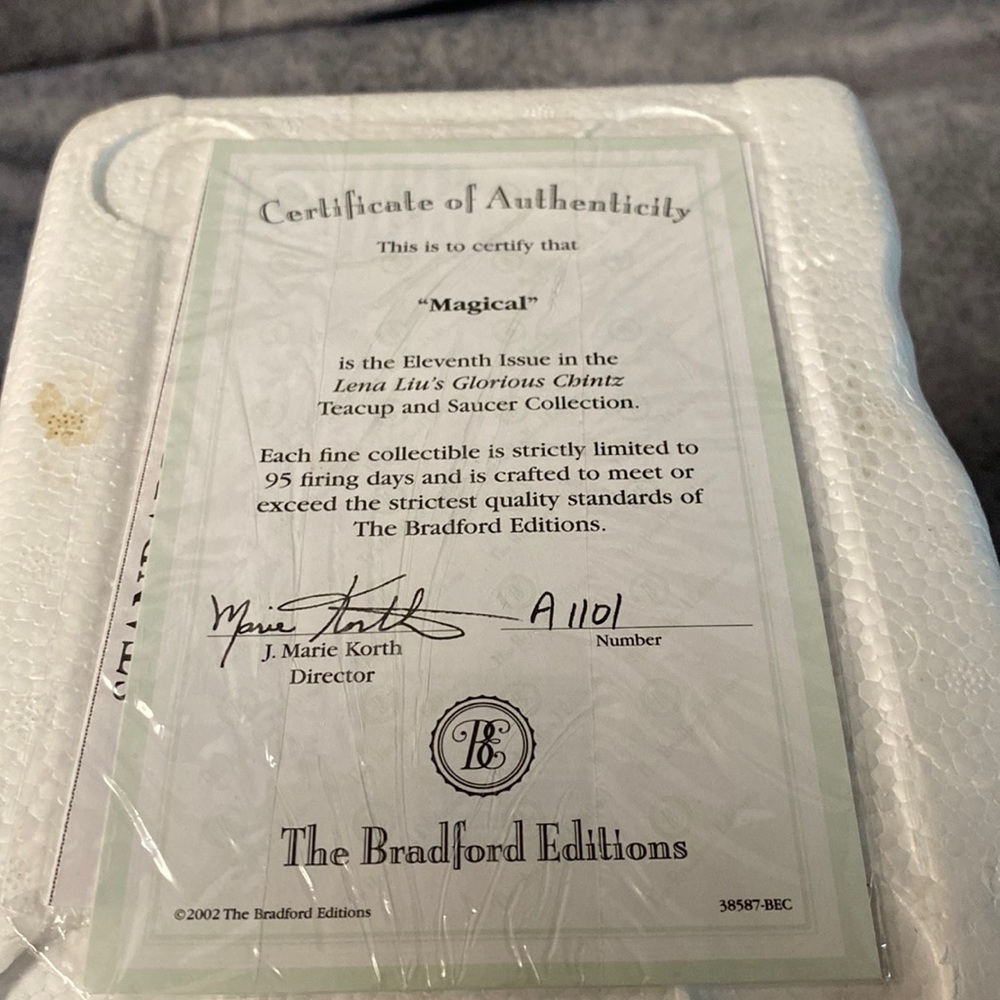 Certificate of Authenticity
This is to certify that
“Magical”
is the Eleventh Issue in the
Lena Liu's Glorious Chintz
Teacup and Saucer Collection.
Each fine collectible is strictly limited to
95 firing days and is crafted to meet or
exceed the strictest quality standards of
The Bradford Editions.
Marie Korth A1101
J. Marie Korth Number
Director
BE
The Bradford Editions
©2002 The Bradford Editions 38587-BEC